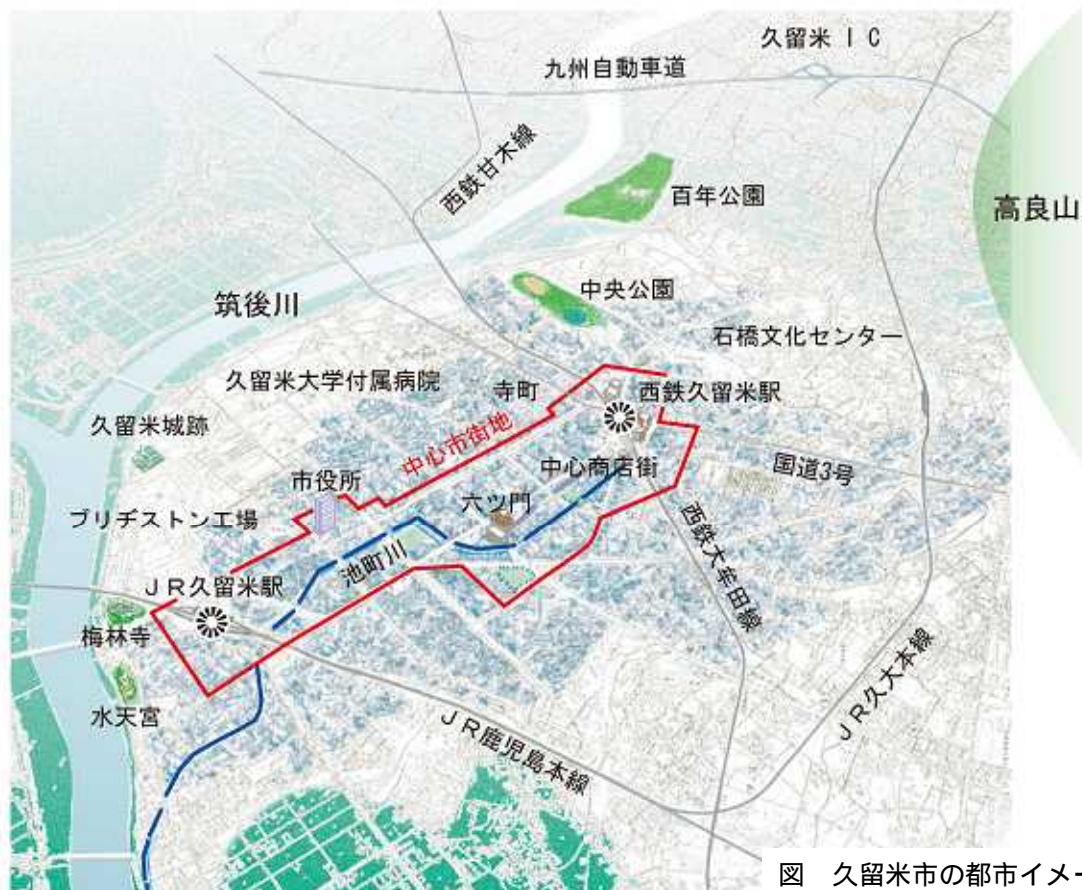 久留米 I C
九州自動車道
西鉄甘木線
百年公園
高良山
中央公園
筑後川
石橋文化センター
久留米大学付属病院
寺町
西鉄久留米駅
久留米城跡
中心市街地
中心商店街
国道3号
市役所
六ツ門
ブリヂストン工場
西鉄大牟田線
池町川
JR久留米駅
梅林寺
JR久大本線
水天宮
JR鹿児島本線
図 久留米市の都市イメー